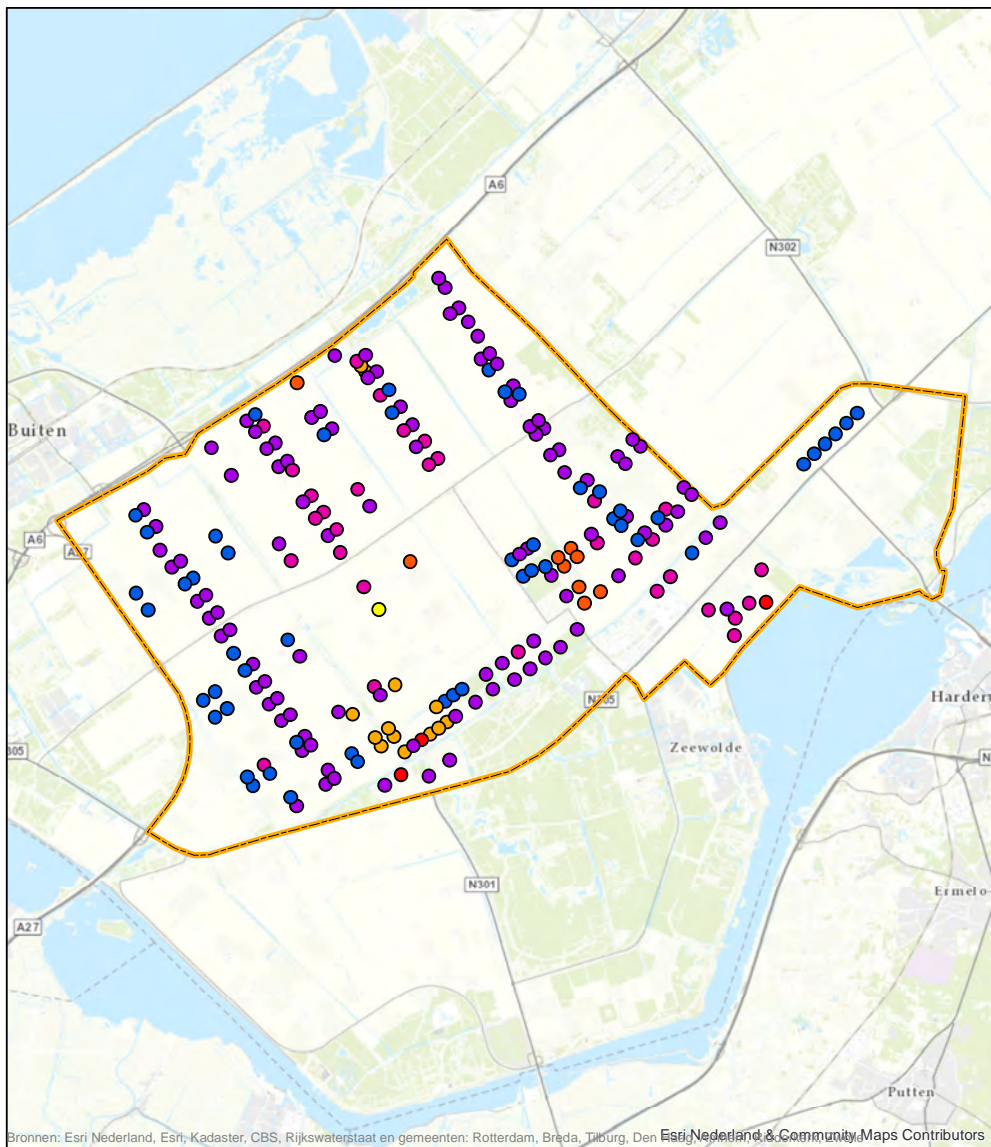 A6
N302
Buiten
A6
A27
N305
Harderw
305
Zeewolde
N
N301
Ermelo
A27
Putten
Bronnen: Esri Nederland, Esri, Kadaster, CBS, Rijkswaterstaat en gemeenten: Rotterdam, Breda, Tilburg, Den
Esri Nederland & Community Maps Contributors